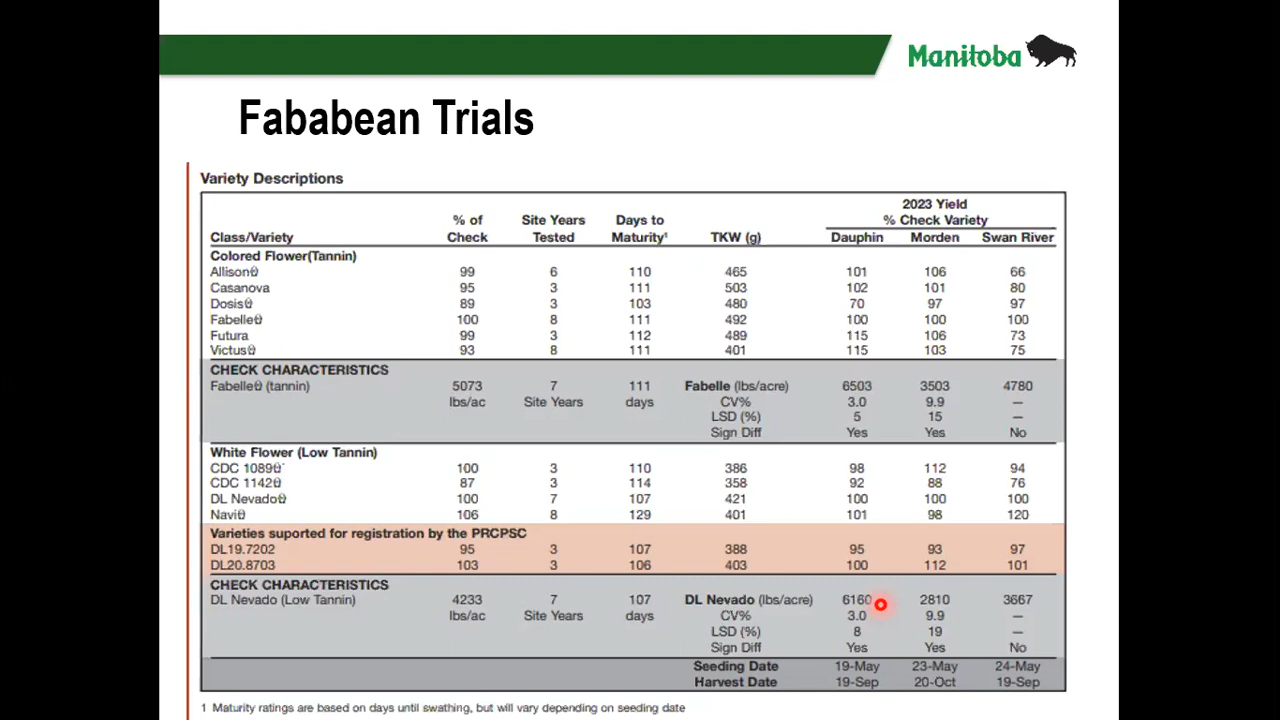 Manitoba
Fababean Trials
Variety Descriptions
2023 Yield
% of Site Years Days to % Check Variety
Class/Variety Check Tested Maturity¹ TKW (g) Dauphin Morden Swan River
Colored Flower(Tannin)
Allison 99 6 110 465 101 106 66
Casanova 95 3 111 503 102 101 80
Dosis 89 3 103 480 70 97 97
Fabelle 100 8 111 492 100 100 100
Futura 99 3 112 489 115 106 73
Victus 93 8 111 401 115 103 75
CHECK CHARACTERISTICS
Fabelle (tannin) 5073 7 111 Fabelle (lbs/acre) 6503 3503 4780
lbs/ac Site Years days CV% 3.0 9.9 —
LSD (%) 5 15 —
Sign Diff Yes Yes No
White Flower (Low Tannin)
CDC 1089 100 3 110 386 98 112 94
CDC 1142 87 3 114 358 92 88 76
DL Nevado 100 7 107 421 100 100 100
Navi 106 8 129 401 101 98 120
Varieties suported for registration by the PRCPSC
DL19.7202 95 3 107 388 95 93 97
DL20.8703 103 3 106 403 100 112 101
CHECK CHARACTERISTICS
DL Nevado (Low Tannin) 4233 7 107 DL Nevado (lbs/acre) 6160 2810 3667
lbs/ac Site Years days CV% 3.0 9.9 —
LSD (%) 8 19 —
Sign Diff Yes Yes No
Seeding Date 19-May 23-May 24-May
Harvest Date 19-Sep 20-Oct 19-Sep
1 Maturity ratings are based on days until swathing, but will vary depending on seeding date